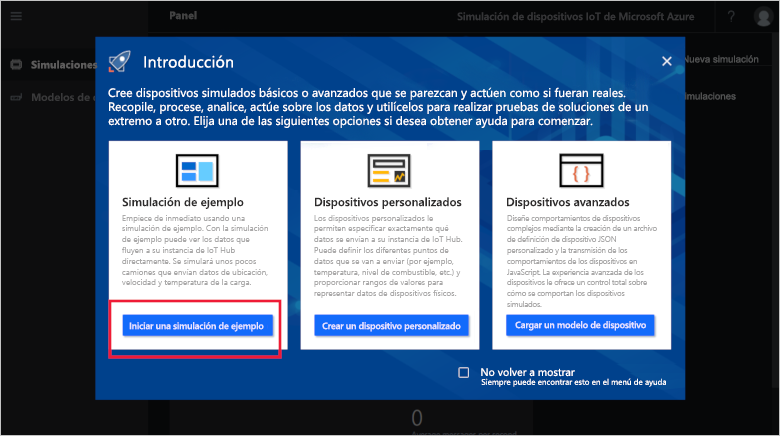 Panel
Simulación de dispositivos IoT de Microsoft Azure
?
Simulaciones
Modelos de
Nueva simulación
Introducción
Cree dispositivos simulados básicos o avanzados que se parezcan y actúen como si fueran reales.
Recopile, procese, analice, actúe sobre los datos y utilícelos para realizar pruebas de soluciones de un
extremo a otro. Elija una de las siguientes opciones si desea obtener ayuda para comenzar.
Simulación de ejemplo
Empiece de inmediato usando una
simulación de ejemplo. Con la simulación
de ejemplo puede ver los datos que
fluyen a su instancia de IoT Hub
directamente. Se simulará unos pocos
camiones que envían datos de ubicación,
velocidad y temperatura de la carga.
Iniciar una simulación de ejemplo
Dispositivos personalizados
Los dispositivos personalizados le
permiten especificar exactamente qué
datos se envían a su instancia de IoT Hub.
Puede definir los diferentes puntos de
datos que se van a enviar (por ejemplo,
temperatura, nivel de combustible, etc.) y
proporcionar rangos de valores para
representar datos de dispositivos físicos.
Crear un dispositivo personalizado
Dispositivos avanzados
Diseñe comportamientos de dispositivos
complejos mediante la creación de un archivo
de definición de dispositivo JSON
personalizado y la transmisión de los
comportamientos de los dispositivos en
JavaScript. La experiencia avanzada de los
dispositivos le ofrece un control total sobre
cómo se comportan los dispositivos
simulados.
Cargar un modelo de dispositivo
No volver a mostrar
Siempre puede encontrar esto en el menú de ayuda
0